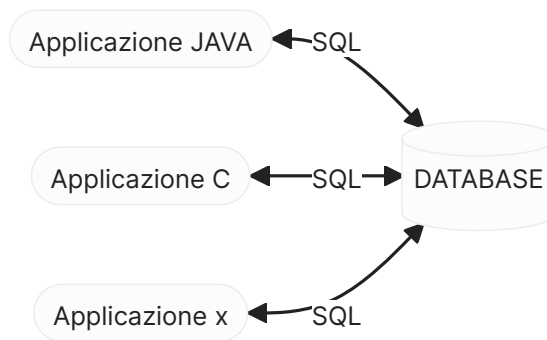 Applicazione JAVA
SQL
Applicazione C
SQL
DATABASE
Applicazione x
SQL